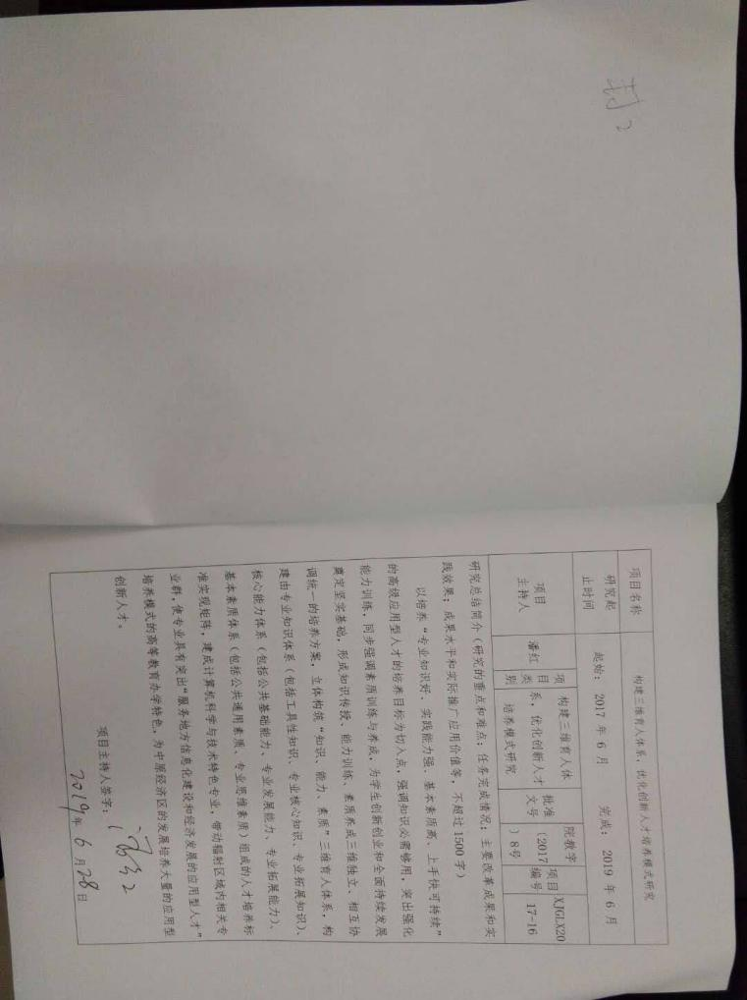 项目名称 构建三维育人体系，优化创新人才培养模式研究
研究起止时间 起始： 2017 年 6 月 完成： 2019 年 6 月
项目主持人 潘红 项目类别 构建三维育人体系，优化创新人才培养模式研究 批准文号 院教字（2017）8号 项目编号 XJGLX2017-16
研究总结简介（研究的重点和难点；任务完成情况；主要改革成果和实
践效果；成果水平和实际推广应用价值等，不超过 1500 字）
以培养“专业知识好、实践能力强、基本素质高、上手快可持续”
的高级应用型人才的培养目标为切入点，强调知识必需够用，突出强化
能力训练，同步强调素质训练与养成，为学生创新创业和全面持续发展
奠定坚实基础，形成知识传授、能力训练、素质养成三维独立、相互协
调统一的培养方案，立体构筑“知识、能力、素质”三维育人体系，构
建由专业知识体系（包括工具性知识、专业核心知识、专业拓展知识）、
核心能力体系（包括公共基础能力、专业发展能力、专业拓展能力）、
基本素质体系（包括公共通用素质、专业思维素质）组成的人才培养标
准实现矩阵，建成计算机科学与技术特色专业，带动辐射区域内相关专
业群，使专业具有突出“服务地方信息化建设和经济发展的应用型人才”
培养模式的高等教育办学特色，为中原经济区的发展培养大量的应用型
创新人才。
项目主持人签字：
2019 年 6 月 28 日